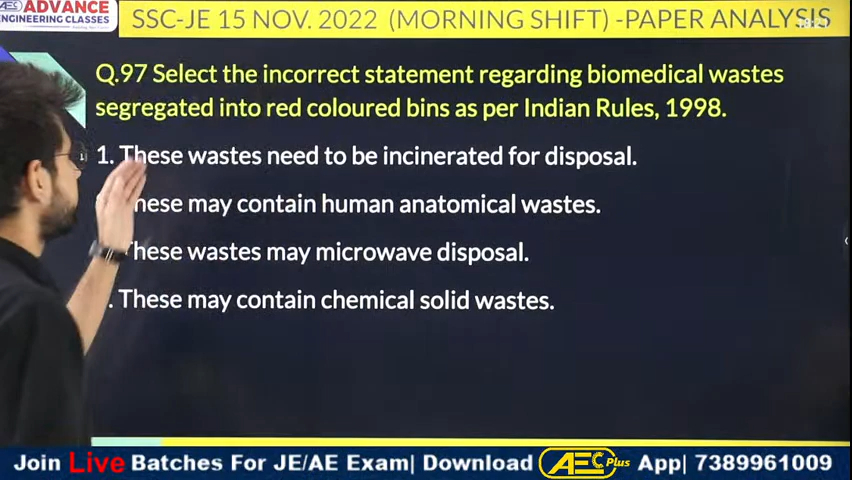 ADVANCE
ENGINEERING CLASSES
SSC-JE 15 NOV. 2022 (MORNING SHIFT) -PAPER ANALYSIS
Q.97 Select the incorrect statement regarding biomedical wastes
segregated into red coloured bins as per Indian Rules, 1998.
1. These wastes need to be incinerated for disposal.
hese may contain human anatomical wastes.
These wastes may microwave disposal.
. These may contain chemical solid wastes.
Join Live Batches For JE/AE Exam| Download AEC Plus App| 7389961009